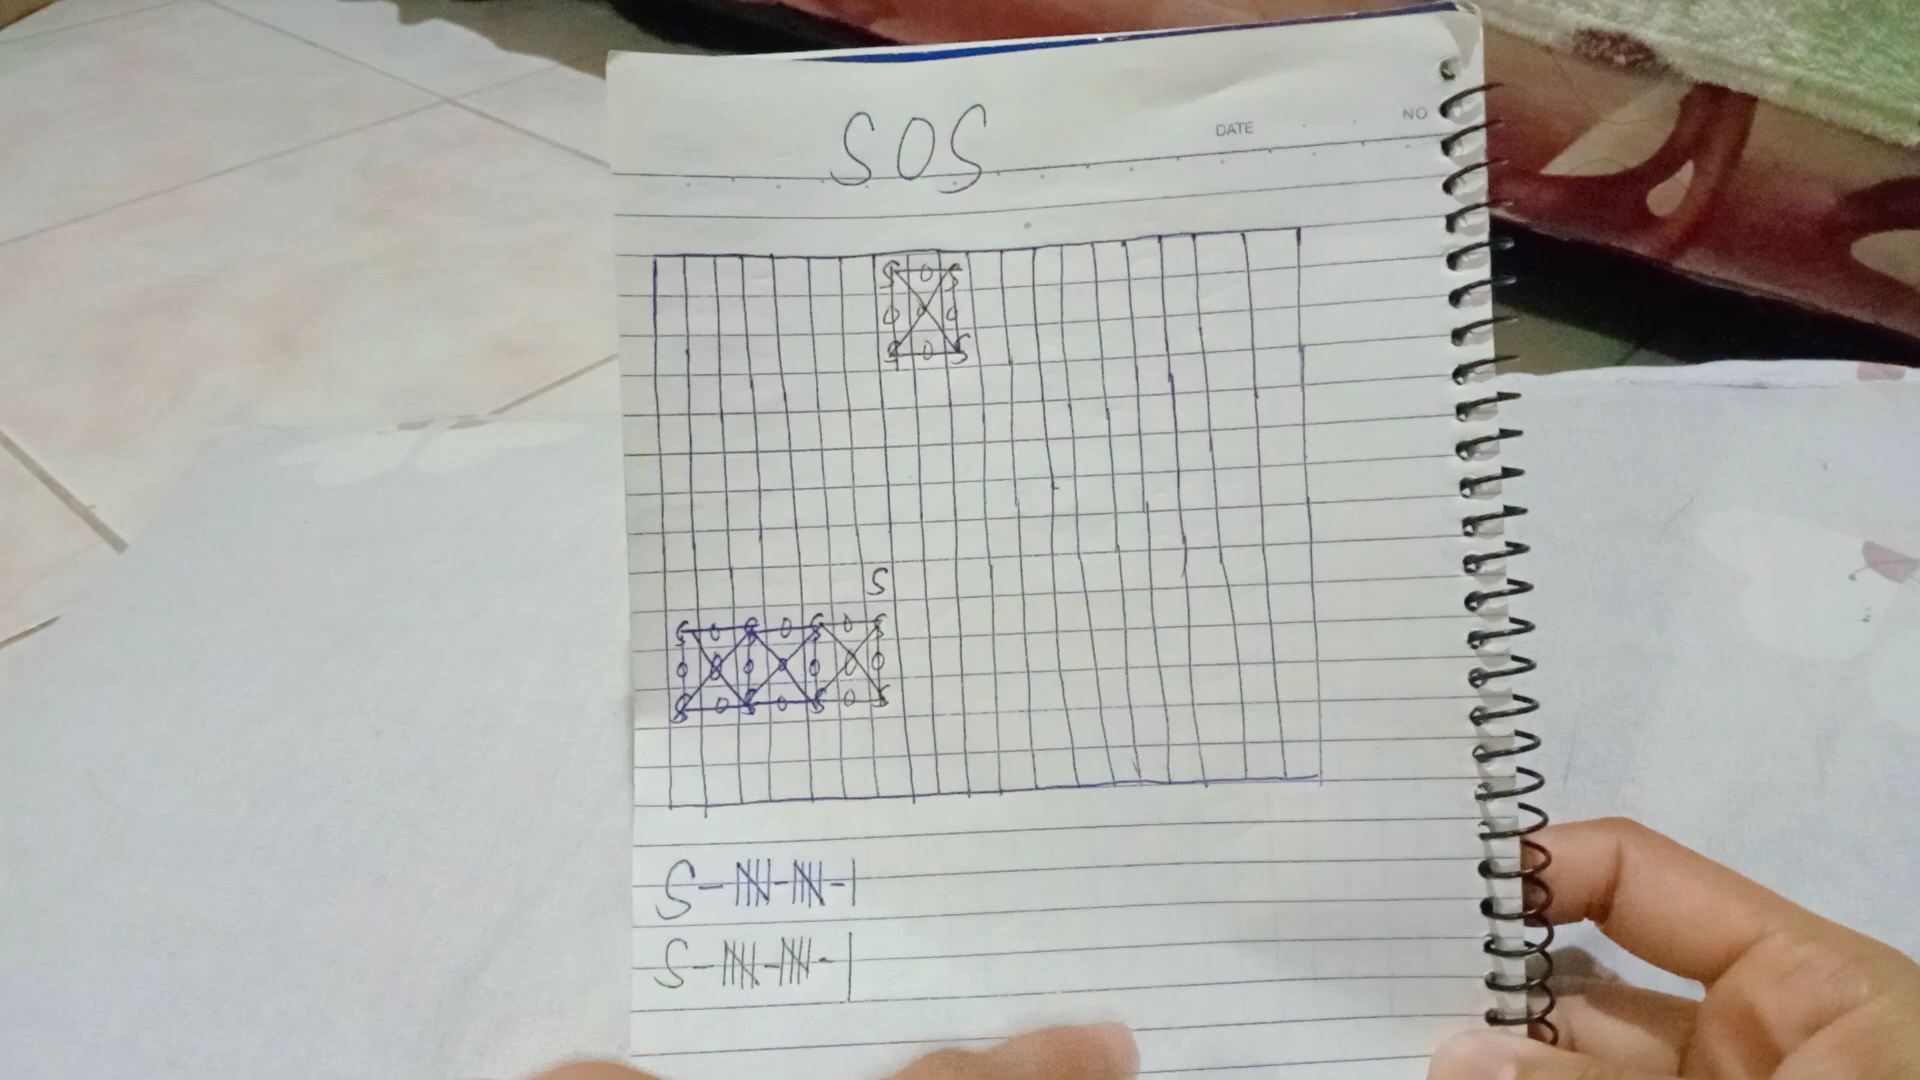 SOS
DATE
NO
S O S
O O O
S O S
S
S O S O S O S
O O O O O O O
S O S O S O S
S-
S-